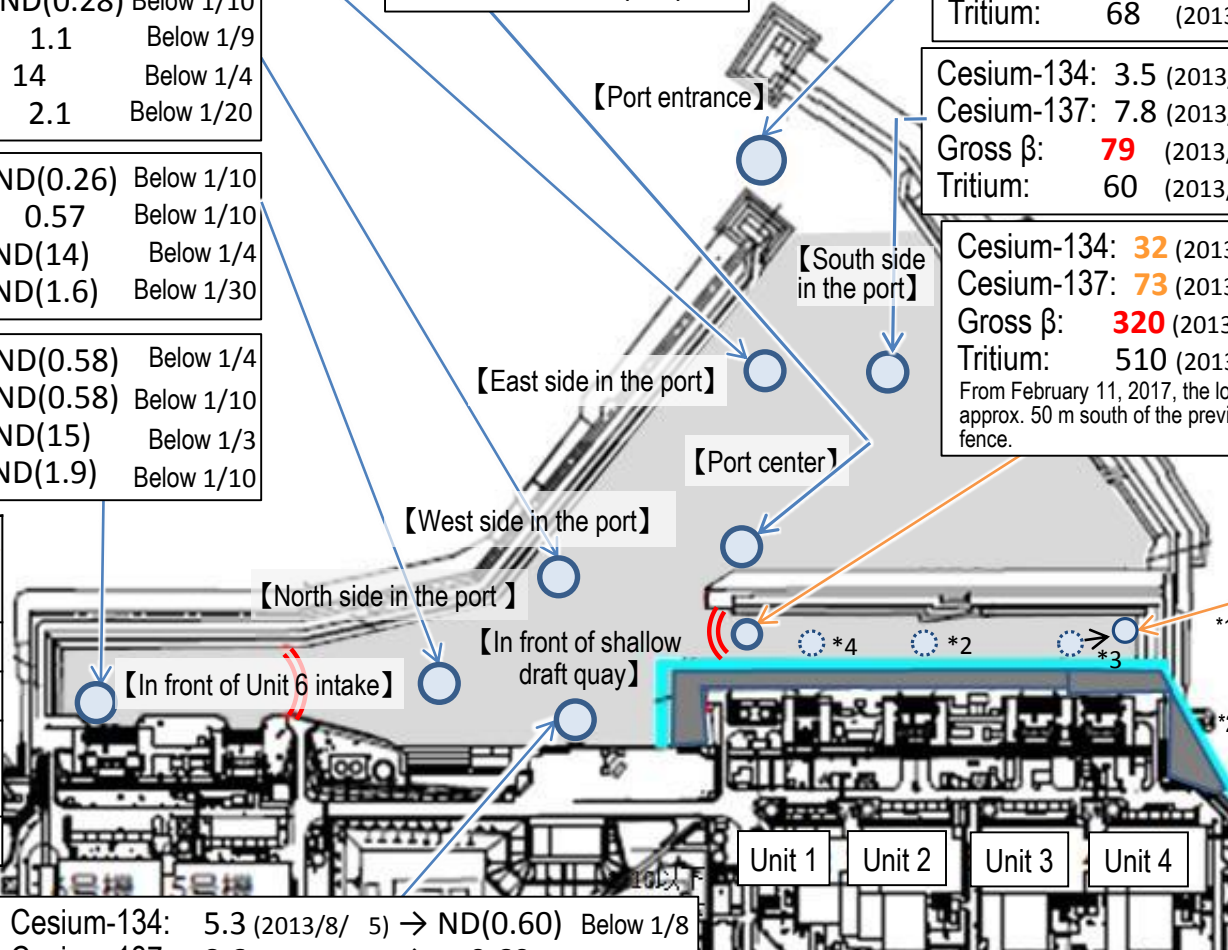 ND(0.28) Below 1/10
1.1 Below 1/9
14 Below 1/4
2.1 Below 1/20
ND(0.26) Below 1/10
0.57 Below 1/10
ND(14) Below 1/4
ND(1.6) Below 1/30
ND(0.58) Below 1/4
ND(0.58) Below 1/10
ND(15) Below 1/3
ND(1.9) Below 1/10
Tritium: 68 (2013
Cesium-134: 3.5 (2013/
Cesium-137: 7.8 (2013/
Gross β: 79 (2013/
Tritium: 60 (2013/
Cesium-134: 32 (2013
Cesium-137: 73 (2013
Gross β: 320 (2013
Tritium: 510 (2013
From February 11, 2017, the
approx. 50 m south of the
fence.
【Port entrance】
【South side
in the port】
【East side in the port】
【Port center】
【West side in the port】
【North side in the port】
【In front of shallow
draft quay】
【In front of Unit 6 intake】
*4
*2
*3
Unit 1
Unit 2
Unit 3
Unit 4
5号機
Cesium-134: 5.3 (2013/8/ 5) → ND(0.60) Below 1/8